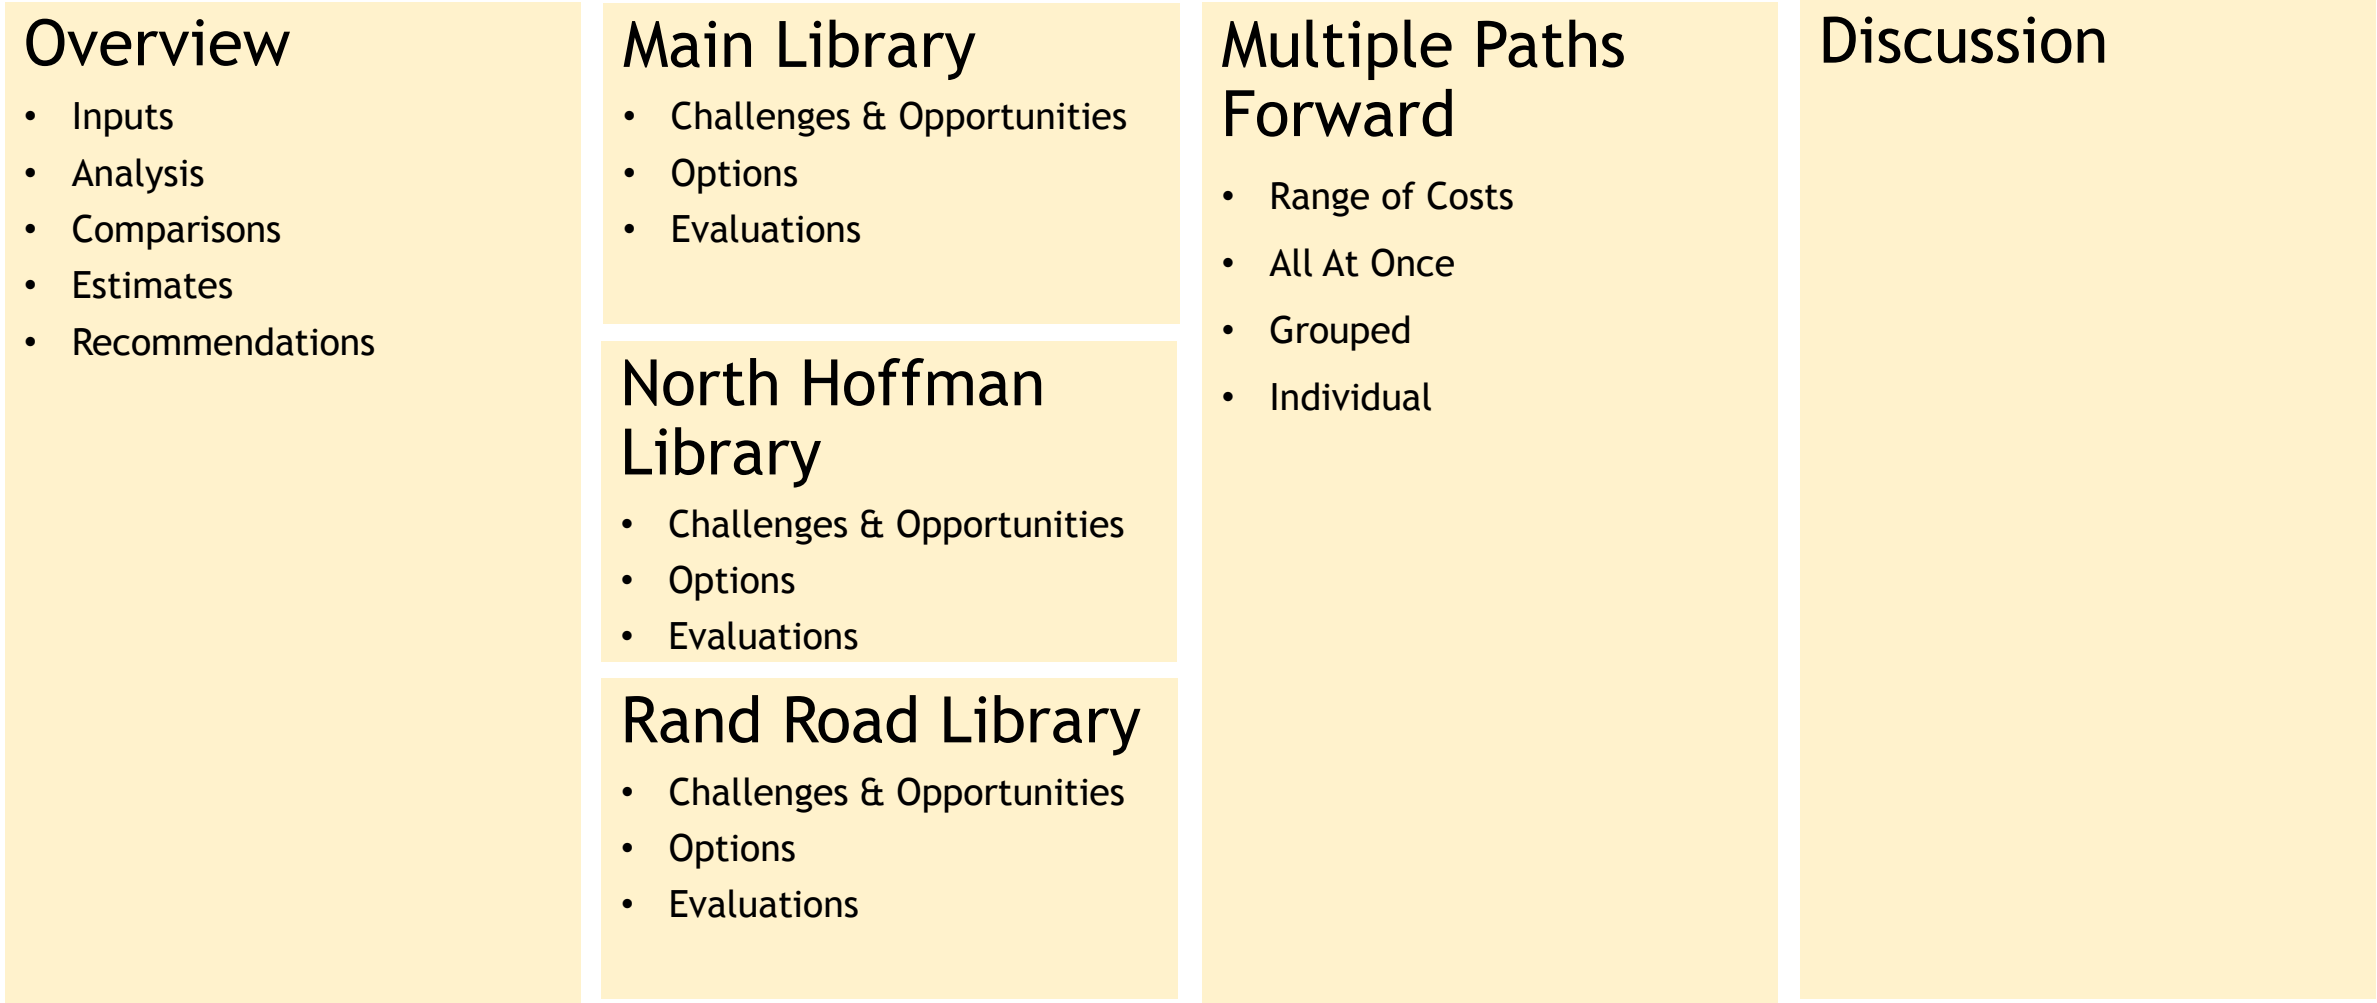 Overview
• Inputs
• Analysis
• Comparisons
• Estimates
• Recommendations
Main Library
• Challenges & Opportunities
• Options
• Evaluations
North Hoffman
Library
• Challenges & Opportunities
• Options
• Evaluations
Rand Road Library
• Challenges & Opportunities
• Options
• Evaluations
Multiple Paths
Forward
• Range of Costs
• All At Once
• Grouped
• Individual
Discussion